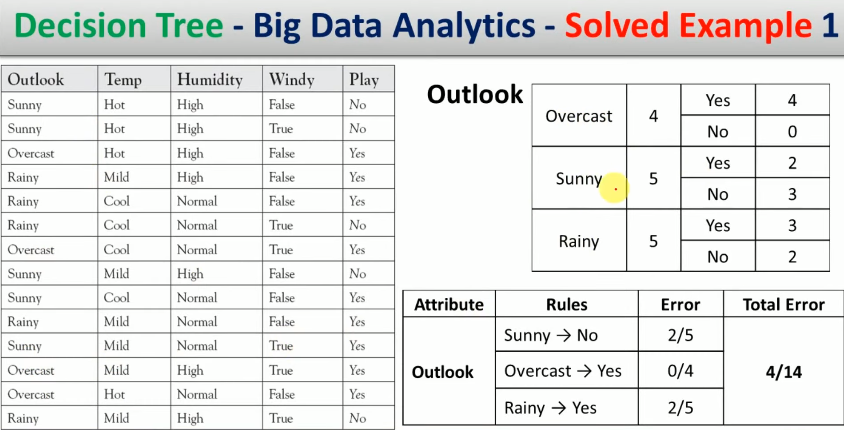 Decision Tree - Big Data Analytics - Solved Example 1
Outlook Temp Humidity Windy Play
Sunny Hot High False No
Sunny Hot High True No
Overcast Hot High False Yes
Rainy Mild High False Yes
Rainy Cool Normal False Yes
Rainy Cool Normal True No
Overcast Cool Normal True Yes
Sunny Mild High False No
Sunny Cool Normal False Yes
Rainy Mild Normal False Yes
Sunny Mild Normal True Yes
Overcast Mild High True Yes
Overcast Hot Normal False Yes
Rainy Mild High True No
Outlook
Overcast 4 Yes 4
No 0
Sunny 5 Yes 2
No 3
Rainy 5 Yes 3
No 2
Attribute Rules Error Total Error
Sunny → No 2/5
Outlook Overcast → Yes 0/4 4/14
Rainy → Yes 2/5